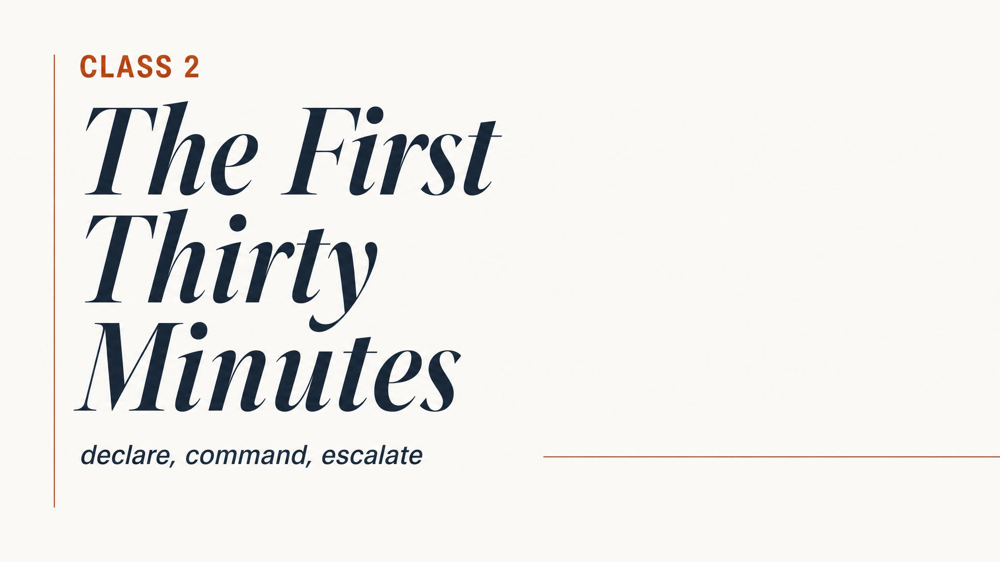 CLASS 2
The First
Thirty
Minutes
declare, command, escalate